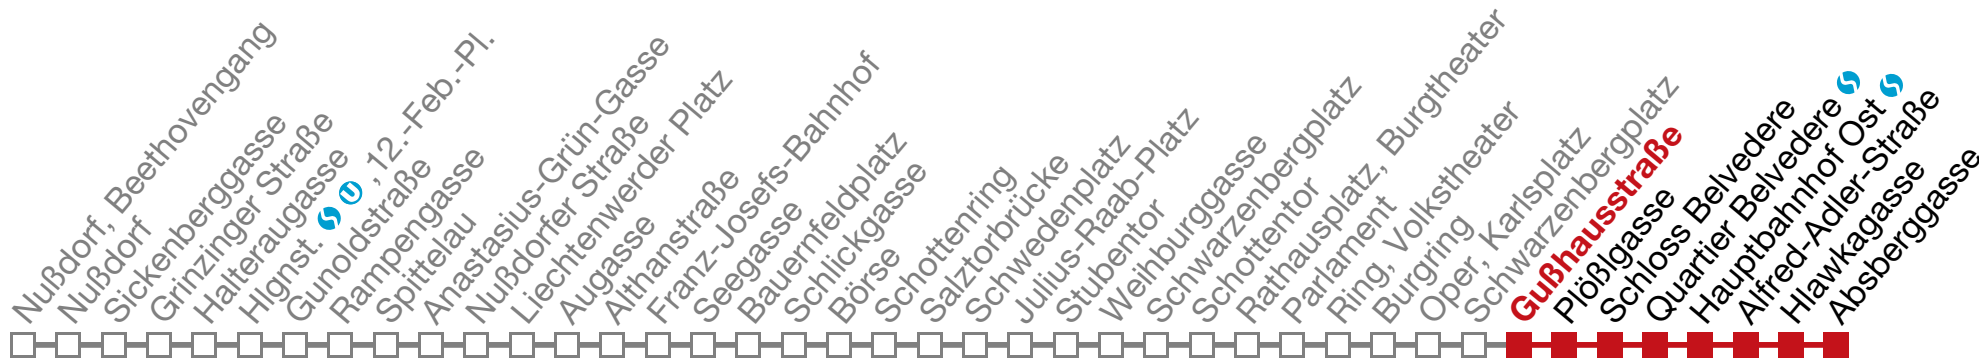 Nußdorf, Beethovengang
Nußdorf
Sickenberggasse
Grinzinger Straße
Halteraugasse
Hlgnst. S U , 12.-Feb.-Pl.
Gunoldstraße
Rampengasse
Spittelau
Anastasius-Grün-Gasse
Nußdorfer Straße
Liechtenwerder Platz
Augasse
Althanstraße
Franz-Josefs-Bahnhof
Seegasse
Bauernfeldplatz
Schlickgasse
Börse
Schottenring
Salztorbrücke
Schwedenplatz
Julius-Raab-Platz
Stubentor
Weihburggasse
Schwarzenbergplatz
Schottentor
Rathausplatz, Burgtheater
Parlament
Ring, Volkstheater
Burgring
Oper, Karlsplatz
Schwarzenbergplatz
Gußhausstraße
Plößlgasse
Schloss Belvedere
Quartier Belvedere S
Hauptbahnhof Ost S
Alfred-Adler-Straße
Hlawkagasse
Absberggasse